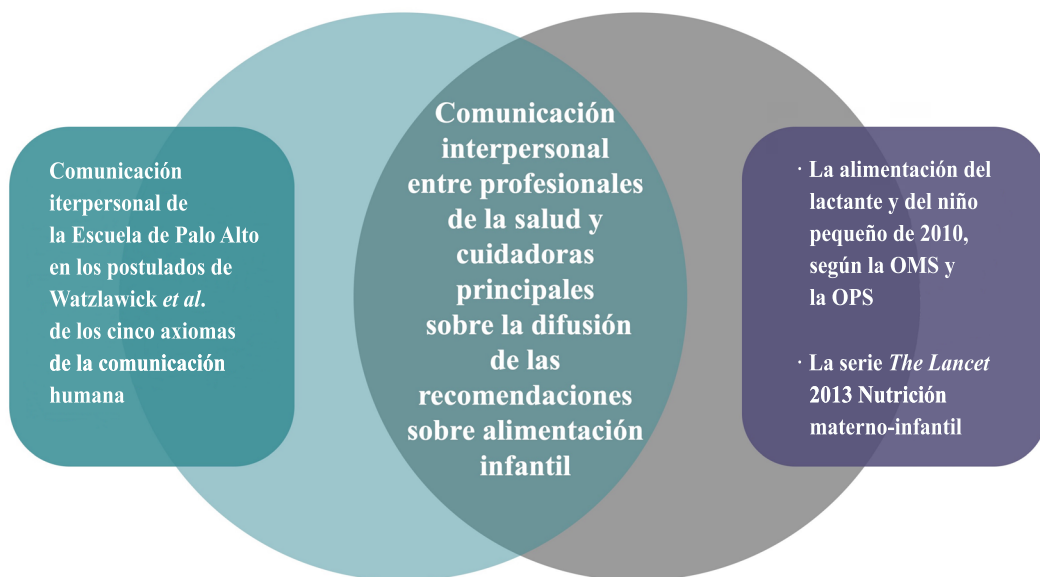 Comunicación
iterpersonal de
la Escuela de Palo Alto
en los postulados de
Watzlawick et al.
de los cinco axiomas
de la comunicación
humana
Comunicación
interpersonal
entre profesionales
de la salud y
cuidadoras
principales
sobre la difusión
de las
recomendaciones
sobre alimentación
infantil
· La alimentación del
lactante y del niño
pequeño de 2010,
según la OMS y
la OPS
· La serie The Lancet
2013 Nutrición
materno-infantil